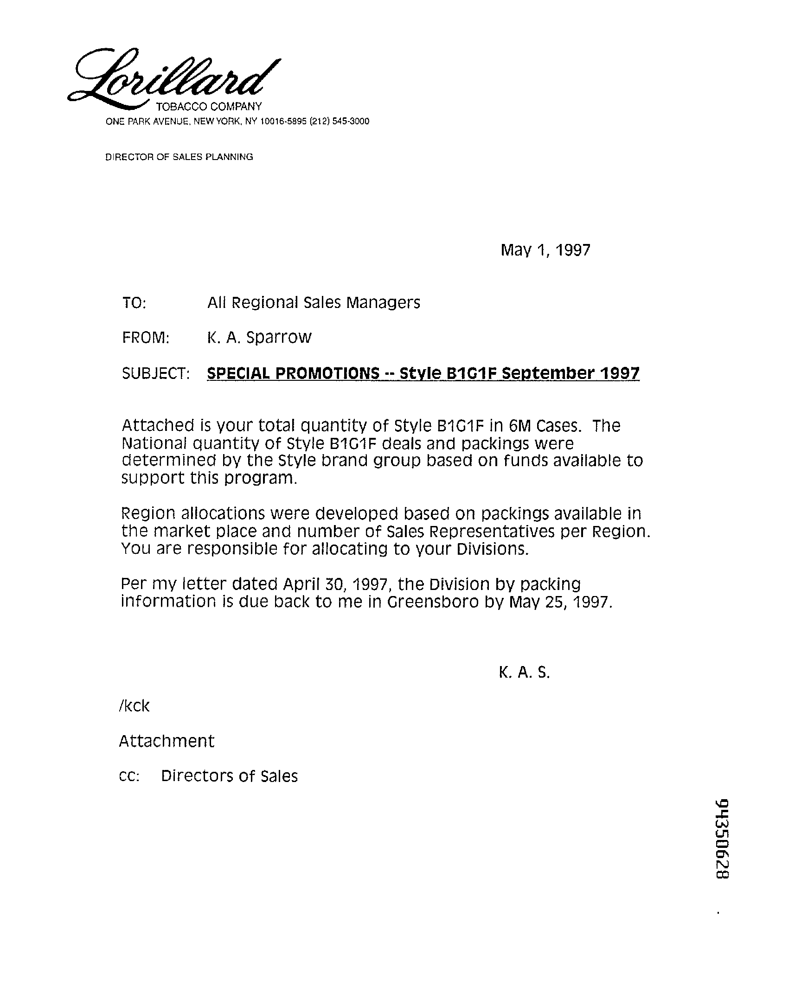 Lorillard
TOBACCO COMPANY
ONE PARK AVENUE, NEW YORK, NY 10016-5895 (212) 545-3000
DIRECTOR OF SALES PLANNING
May 1, 1997
TO: All Regional Sales Managers
FROM: K. A. Sparrow
SUBJECT: SPECIAL PROMOTIONS -- Style B1G1F September 1997
Attached is your total quantity of Style B1G1F in 6M Cases. The
National quantity of Style B1G1F deals and packings were
determined by the Style brand group based on funds available to
support this program.
Region allocations were developed based on packings available in
the market place and number of Sales Representatives per Region.
You are responsible for allocating to your Divisions.
Per my letter dated April 30, 1997, the Division by packing
information is due back to me in Greensboro by May 25, 1997.
K. A. S.
/kck
Attachment
cc: Directors of Sales
94350628